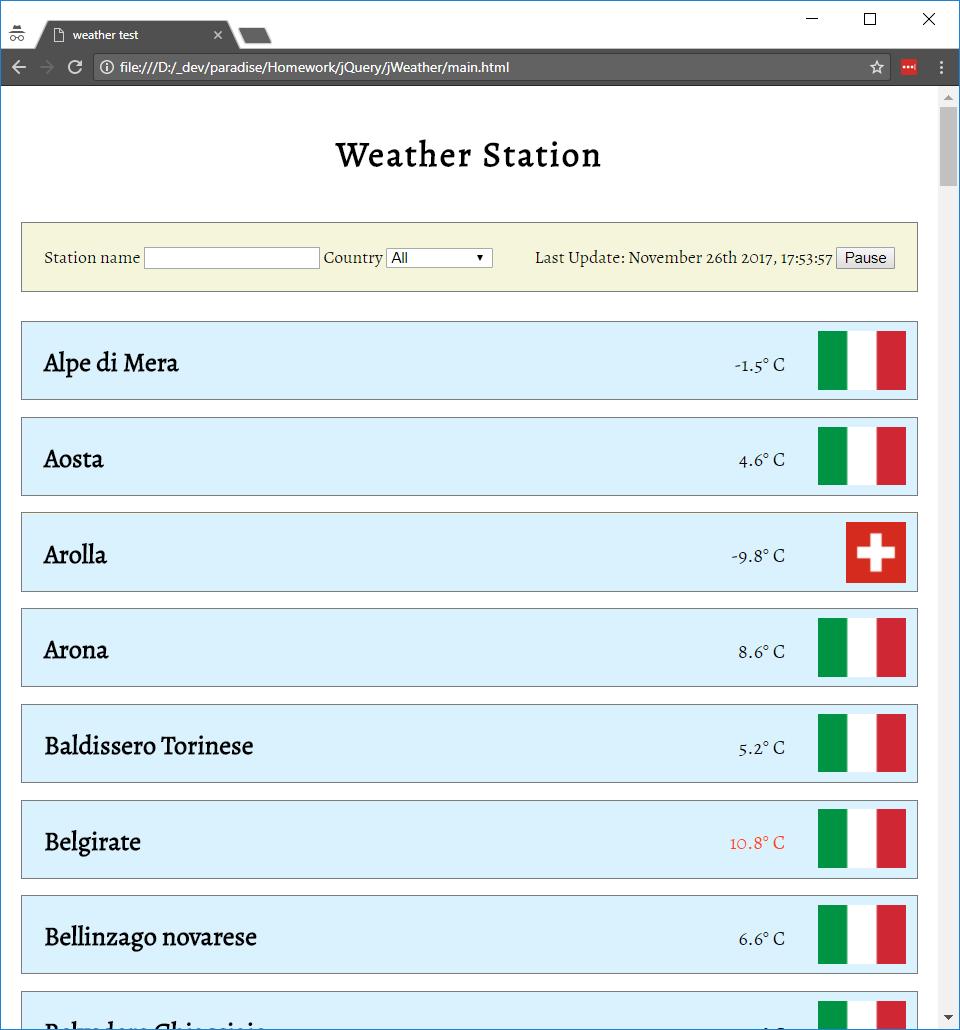 weather test
file:///D:/_dev/paradise/Homework/jQuery/jWeather/main.html
Weather Station
Station name Country All Last Update: November 26th 2017, 17:53:57 Pause
Alpe di Mera -1.5° C
Aosta 4.6° C
Arolla -9.8° C
Arona 8.6° C
Baldissero Torinese 5.2° C
Belgirate 10.8° C
Bellinzago novarese 6.6° C